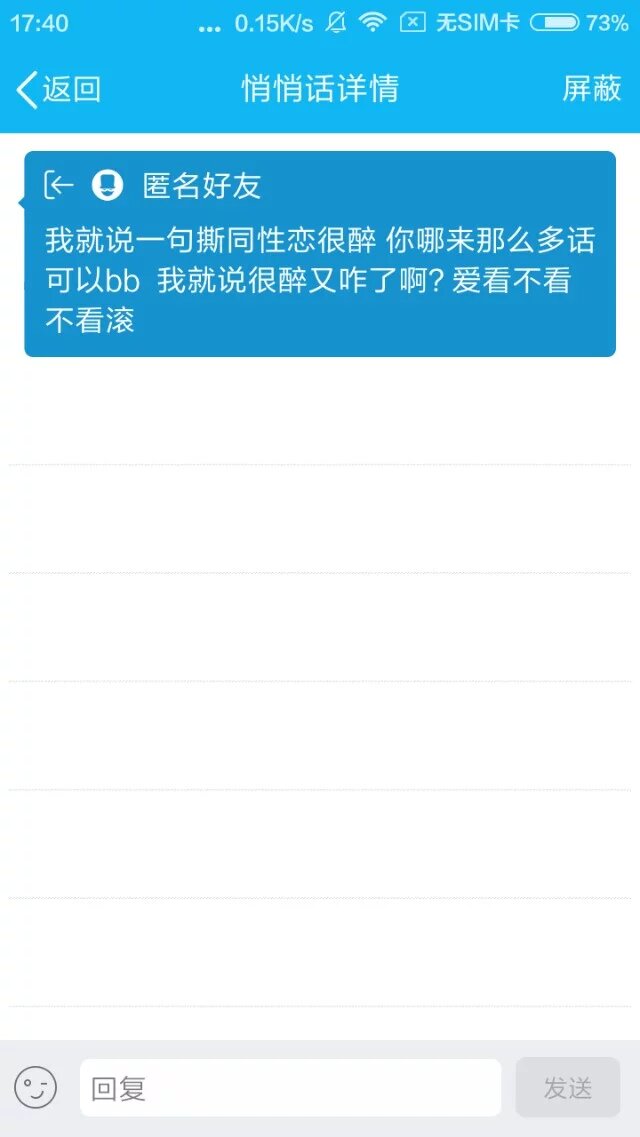 17:40 ... 0.15K/s 无SIM卡 73%
返回 悄悄话详情 屏蔽
匿名好友
我就说一句撕同性恋很醉 你哪来那么多话
可以bb 我就说很醉又咋了啊? 爱看不看
不看滚
回复 发送